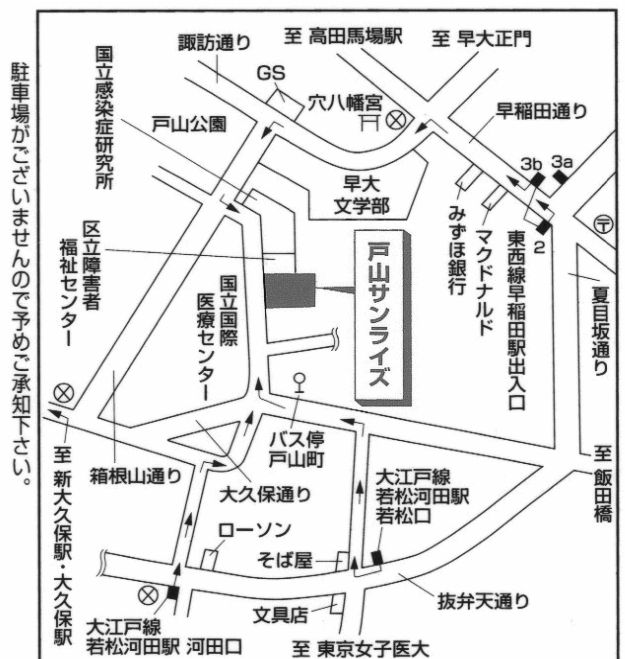 駐車場がございませんので予めご承知下さい。
諏訪通り
至 高田馬場駅
至 早大正門
国立感染症研究所
GS
穴八幡宮
早稲田通り
戸山公園
3b
3a
早大
文学部
みずほ銀行
マクドナルド
2
東西線早稲田駅出入口
〒
夏目坂通り
区立障害者
福祉センター
国立国際
医療センター
戸山サンライズ
バス停
戸山町
至 新大久保駅・大久保駅
箱根山通り
大久保通り
大江戸線
若松河田駅
若松口
至 飯田橋
ローソン
そば屋
文具店
抜弁天通り
大江戸線
若松河田駅 河田口
至 東京女子医大